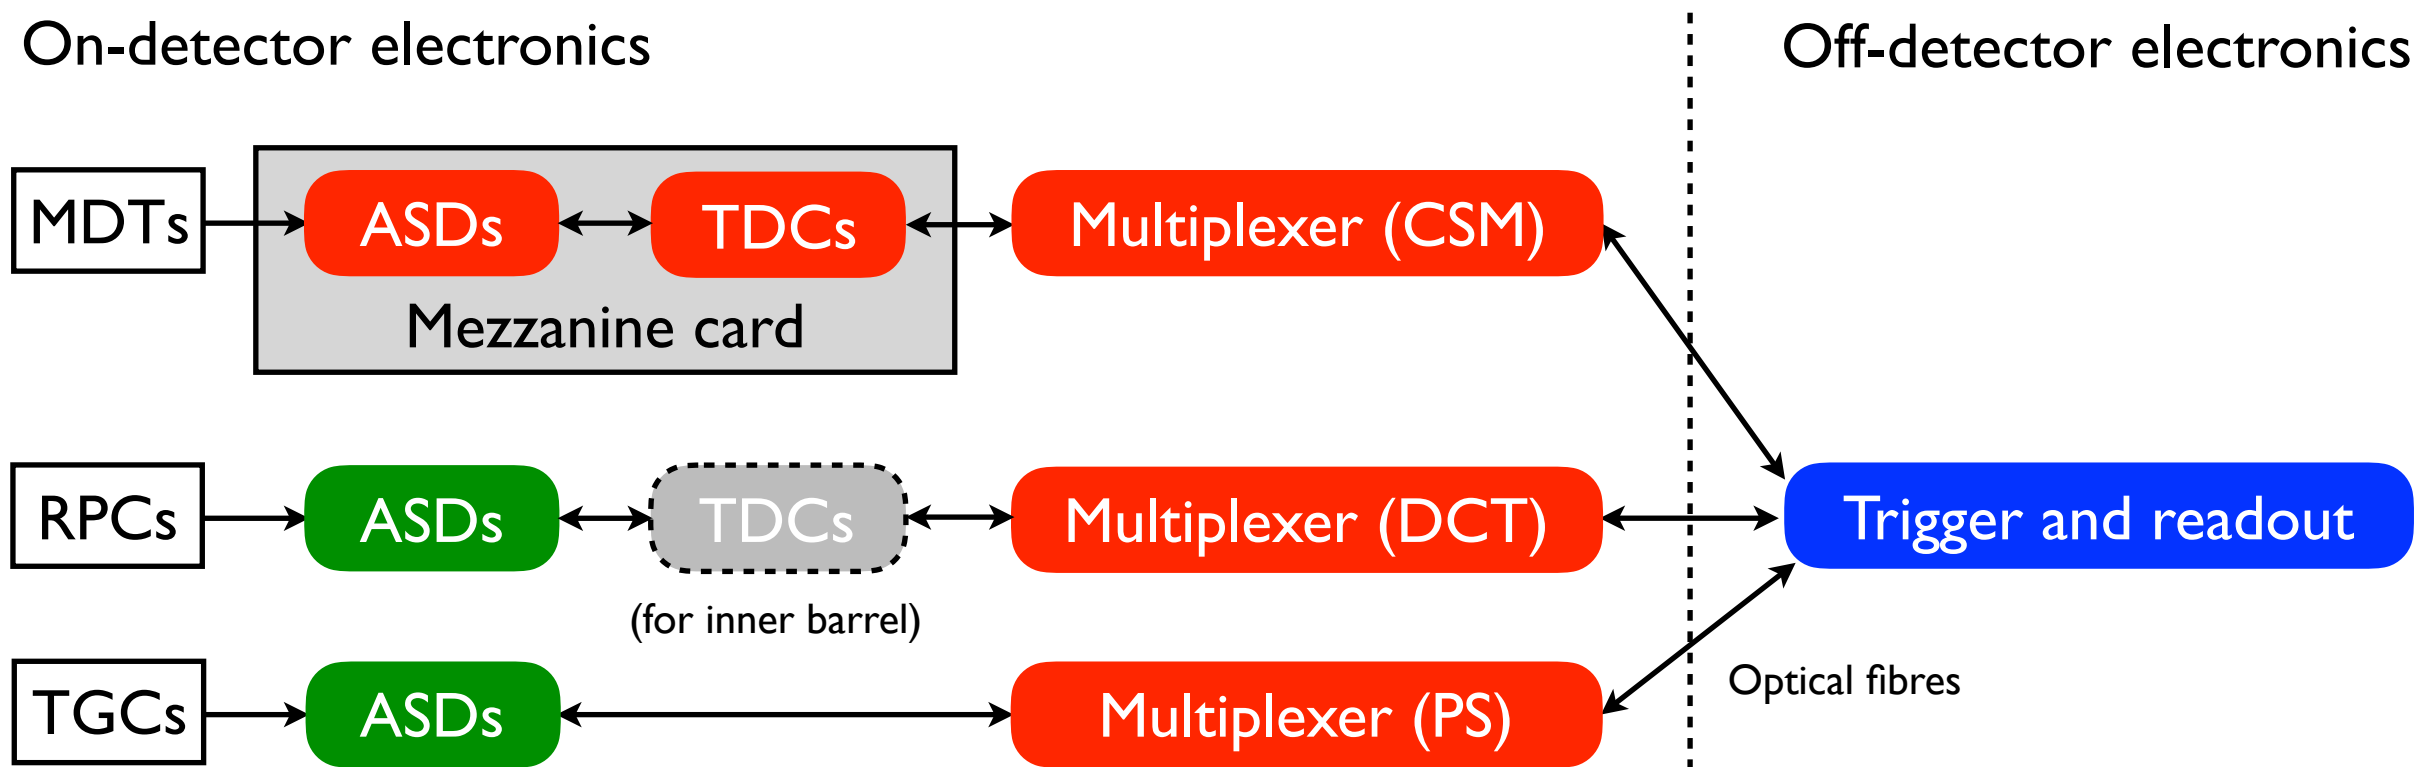 On-detector electronics
Off-detector electronics
MDTs
ASDs
TDCs
Multiplexer (CSM)
Mezzanine card
RPCs
ASDs
TDCs
Multiplexer (DCT)
Trigger and readout
(for inner barrel)
TGCs
ASDs
Multiplexer (PS)
Optical fibres